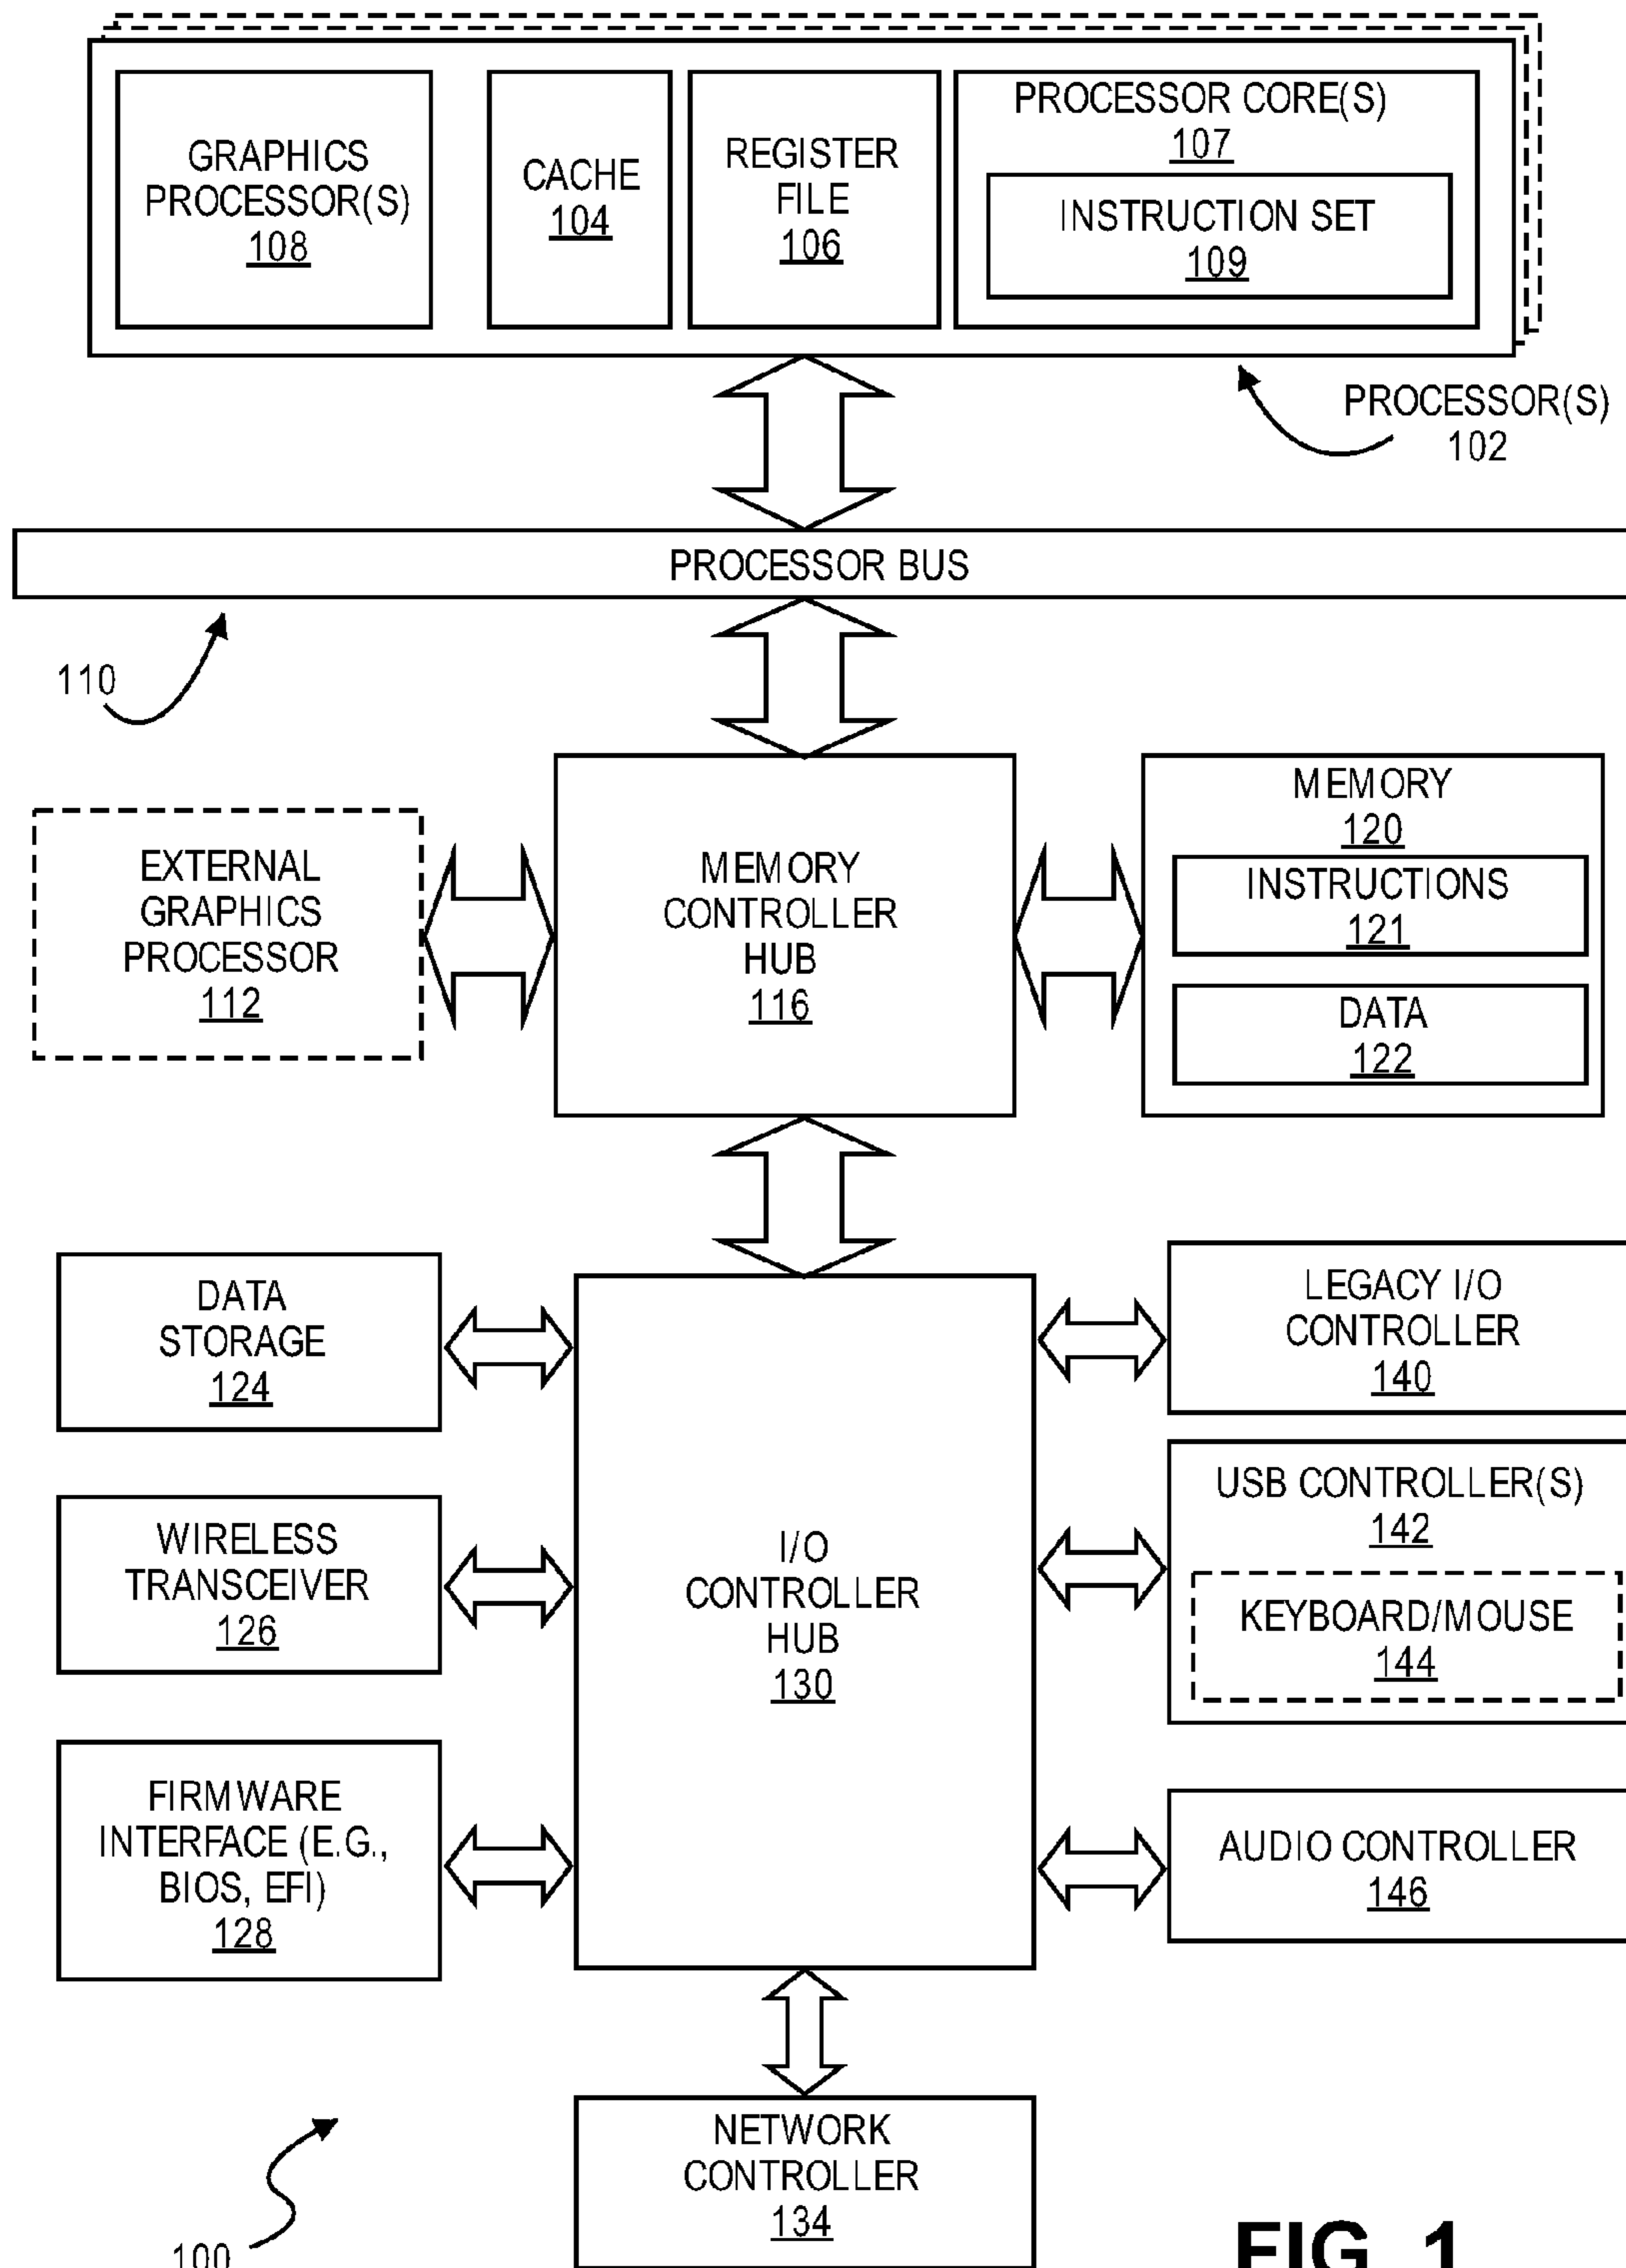 GRAPHICS
PROCESSOR(S)
108
CACHE
104
REGISTER
FILE
106
PROCESSOR CORE(S)
107
INSTRUCTION SET
109
PROCESSOR(S)
102
PROCESSOR BUS
110
EXTERNAL
GRAPHICS
PROCESSOR
112
MEMORY
CONTROLLER
HUB
116
MEMORY
120
INSTRUCTIONS
121
DATA
122
DATA
STORAGE
124
WIRELESS
TRANSCEIVER
126
FIRMWARE
INTERFACE (E.G.,
BIOS, EFI)
128
I/O
CONTROLLER
HUB
130
LEGACY I/O
CONTROLLER
140
USB CONTROLLER(S)
142
KEYBOARD/MOUSE
144
AUDIO CONTROLLER
146
NETWORK
CONTROLLER
134
100
FIG. 1